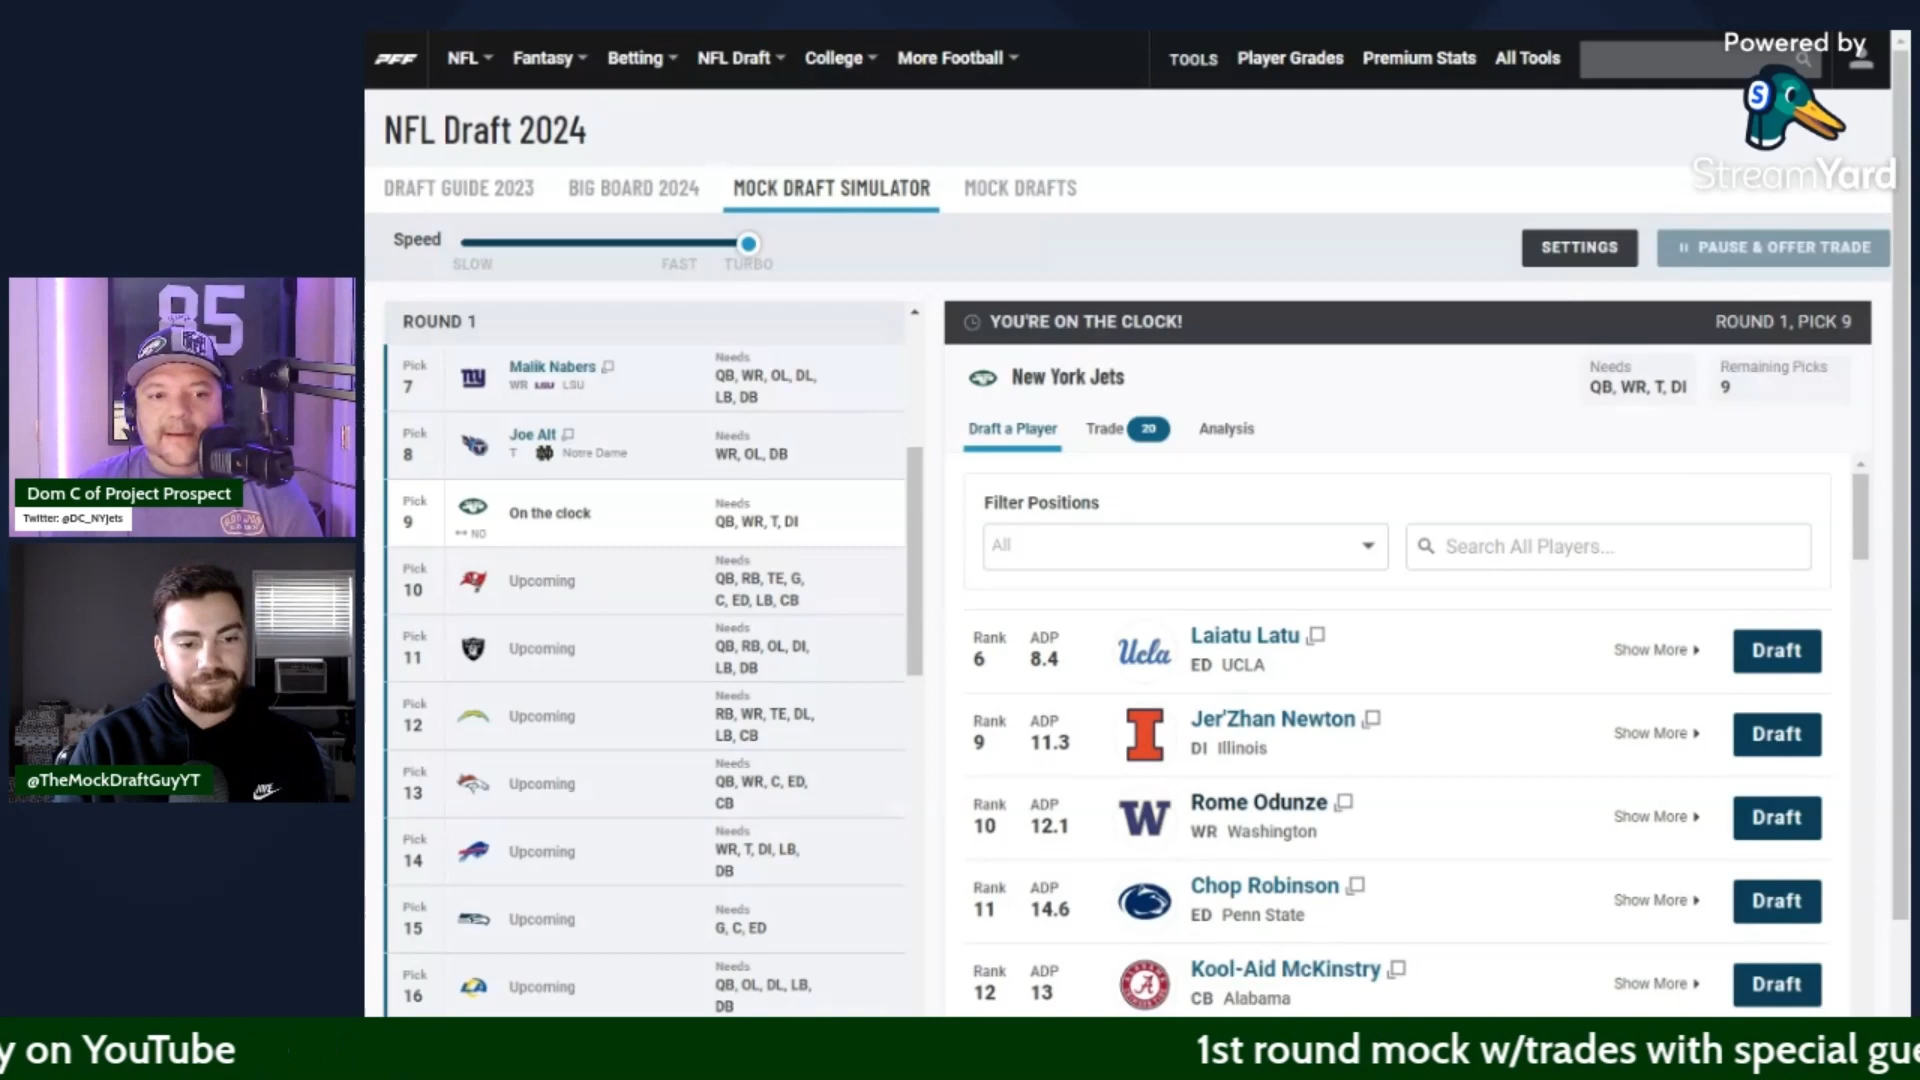 Powered by
StreamYard
PFF
NFL
Fantasy
Betting
NFL Draft
College
More Football
TOOLS
Player Grades
Premium Stats
All Tools
NFL Draft 2024
DRAFT GUIDE 2023
BIG BOARD 2024
MOCK DRAFT SIMULATOR
MOCK DRAFTS
Speed
SLOW
FAST
TURBO
SETTINGS
PAUSE & OFFER TRADE
85
Dom C of Project Prospect
Twitter: @DC_NYJets
@TheMockDraftGuyYT
ROUND 1
Pick 7
Malik Nabers
WR LSU LSU
Needs
QB, WR, OL, DL,
LB, DB
Pick 8
Joe Alt
T Notre Dame
Needs
WR, OL, DB
Pick 9
NO
On the clock
Needs
QB, WR, T, DI
Pick 10
Upcoming
Needs
QB, RB, TE, G,
C, ED, LB, CB
Pick 11
Upcoming
Needs
QB, RB, OL, DI,
LB, DB
Pick 12
Upcoming
Needs
RB, WR, TE, DL,
LB, CB
Pick 13
Upcoming
Needs
QB, WR, C, ED,
CB
Pick 14
Upcoming
Needs
WR, T, DI, LB,
DB
Pick 15
Upcoming
Needs
G, C, ED
Pick 16
Upcoming
Needs
QB, OL, DL, LB,
DB
YOU'RE ON THE CLOCK!
ROUND 1, PICK 9
New York Jets
Needs
QB, WR, T, DI
Remaining Picks
9
Draft a Player
Trade 20
Analysis
Filter Positions
All
Search All Players...
Rank 6
ADP 8.4
Ucla
Laiatu Latu
ED UCLA
Show More
Draft
Rank 9
ADP 11.3
Jer'Zhan Newton
DI Illinois
Show More
Draft
Rank 10
ADP 12.1
Rome Odunze
WR Washington
Show More
Draft
Rank 11
ADP 14.6
Chop Robinson
ED Penn State
Show More
Draft
Rank 12
ADP 13
Kool-Aid McKinstry
CB Alabama
Show More
Draft
y on YouTube
1st round mock w/trades with special gue